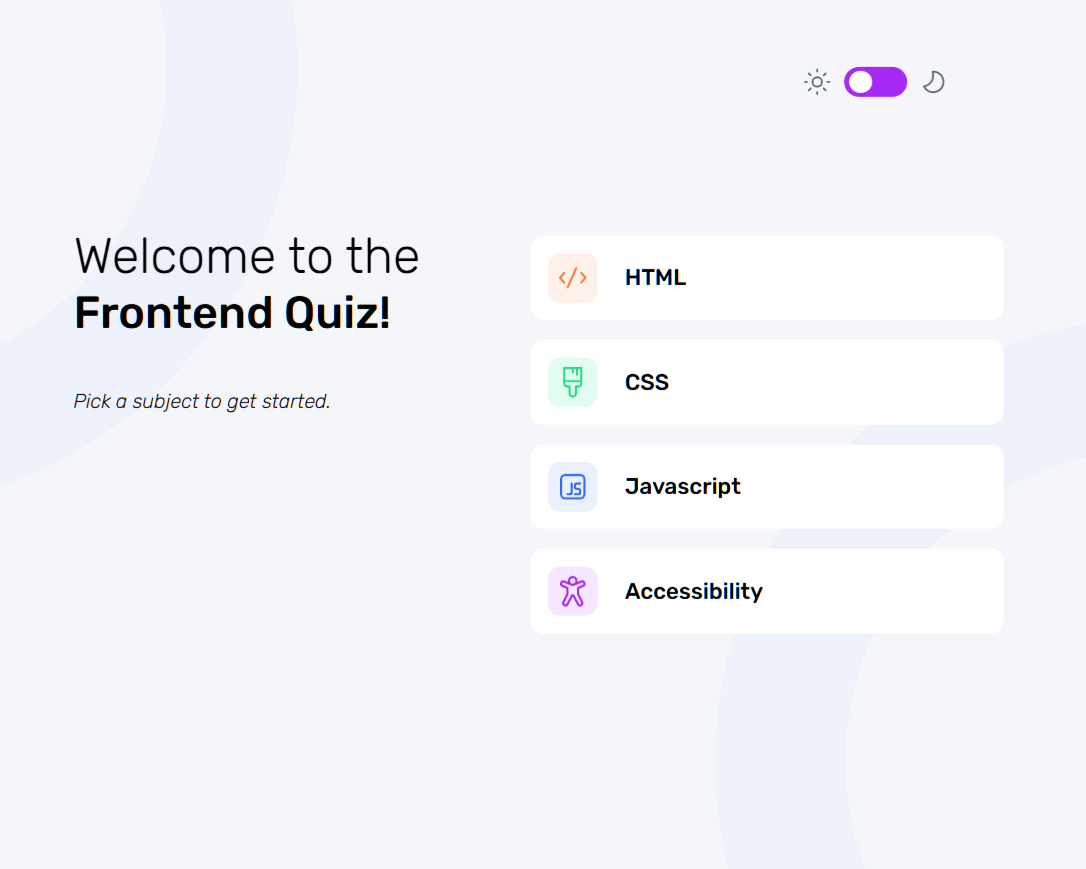 Welcome to the
Frontend Quiz!
Pick a subject to get started.
HTML
CSS
JS
Javascript
Accessibility